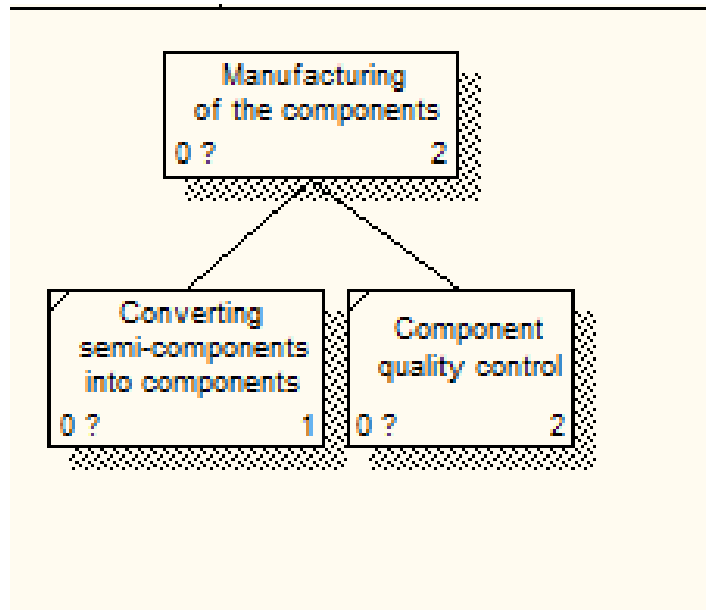 Manufacturing
of the components
0 ? 2
Converting
semi-components
into components
0 ? 1
Component
quality control
0 ? 2